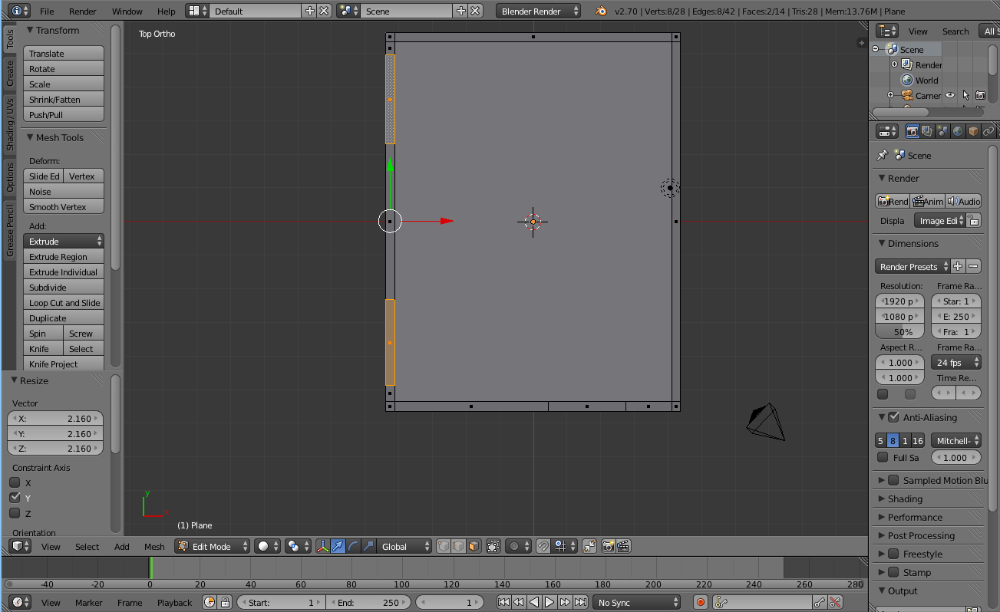 File Render Window Help Default Scene Blender Render v2.70 | Verts:8/28 | Edges:8/42 | Faces:2/14 | Tris:28 | Mem:13.76M | Plane
Tools
Create
Shading / UVs
Options
Grease Pencil
Transform
Translate
Rotate
Scale
Shrink/Fatten
Push/Pull
Mesh Tools
Deform:
Slide Ed Vertex
Noise
Smooth Vertex
Add:
Extrude
Extrude Region
Extrude Individual
Subdivide
Loop Cut and Slide
Duplicate
Spin Screw
Knife Select
Knife Project
Resize
Vector
X: 2.160
Y: 2.160
Z: 2.160
Constraint Axis
X
Y
Z
Orientation
Top Ortho
y
x
(1) Plane
View Search All S
Scene
Render
World
Camer
Scene
Render
Rend Anim Audio
Displa Image Edi
Dimensions
Render Presets
Resolution: Frame Ra...
1920 p Star: 1
1080 p E: 250
50% Fra: 1
Aspect R... Frame Ra...
1.000 24 fps
1.000 Time Re...
Anti-Aliasing
5 8 1 16 Mitchell-
Full Sa 1.000
Sampled Motion Blu
Shading
Performance
Post Processing
Freestyle
Stamp
Output
View Select Add Mesh Edit Mode Global
-40 -20 0 20 40 60 80 100 120 140 160 180 200 220 240 260 280
View Marker Frame Playback Start: 1 End: 250 1 No Sync